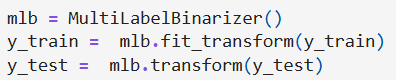 mlb = MultiLabelBinarizer()
y_train =  mlb.fit_transform(y_train)
y_test =  mlb.transform(y_test)